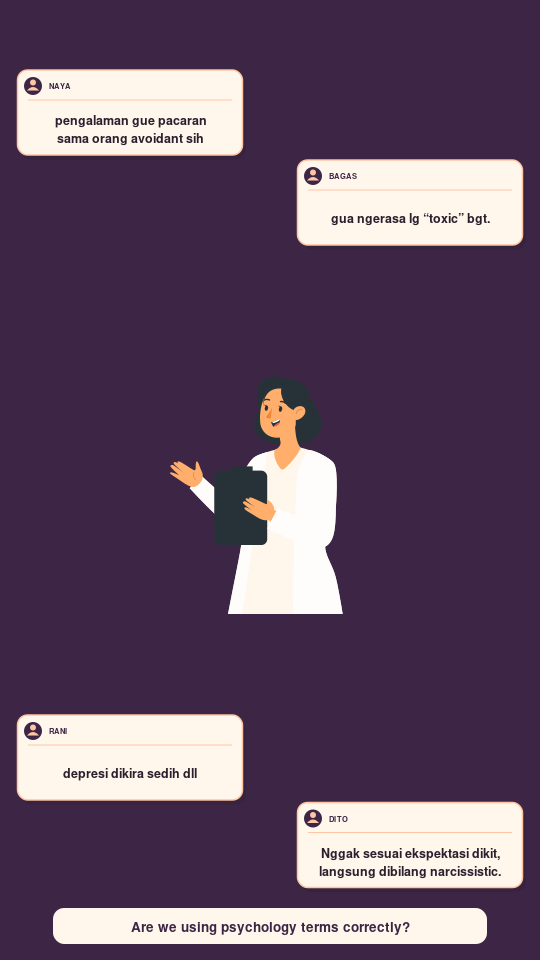 NAYA
pengalaman gue pacaran
sama orang avoidant sih
BAGAS
gua ngerasa lg “toxic” bgt.
RANI
depresi dikira sedih dll
DITO
Nggak sesuai ekspektasi dikit,
langsung dibilang narcissistic.
Are we using psychology terms correctly?